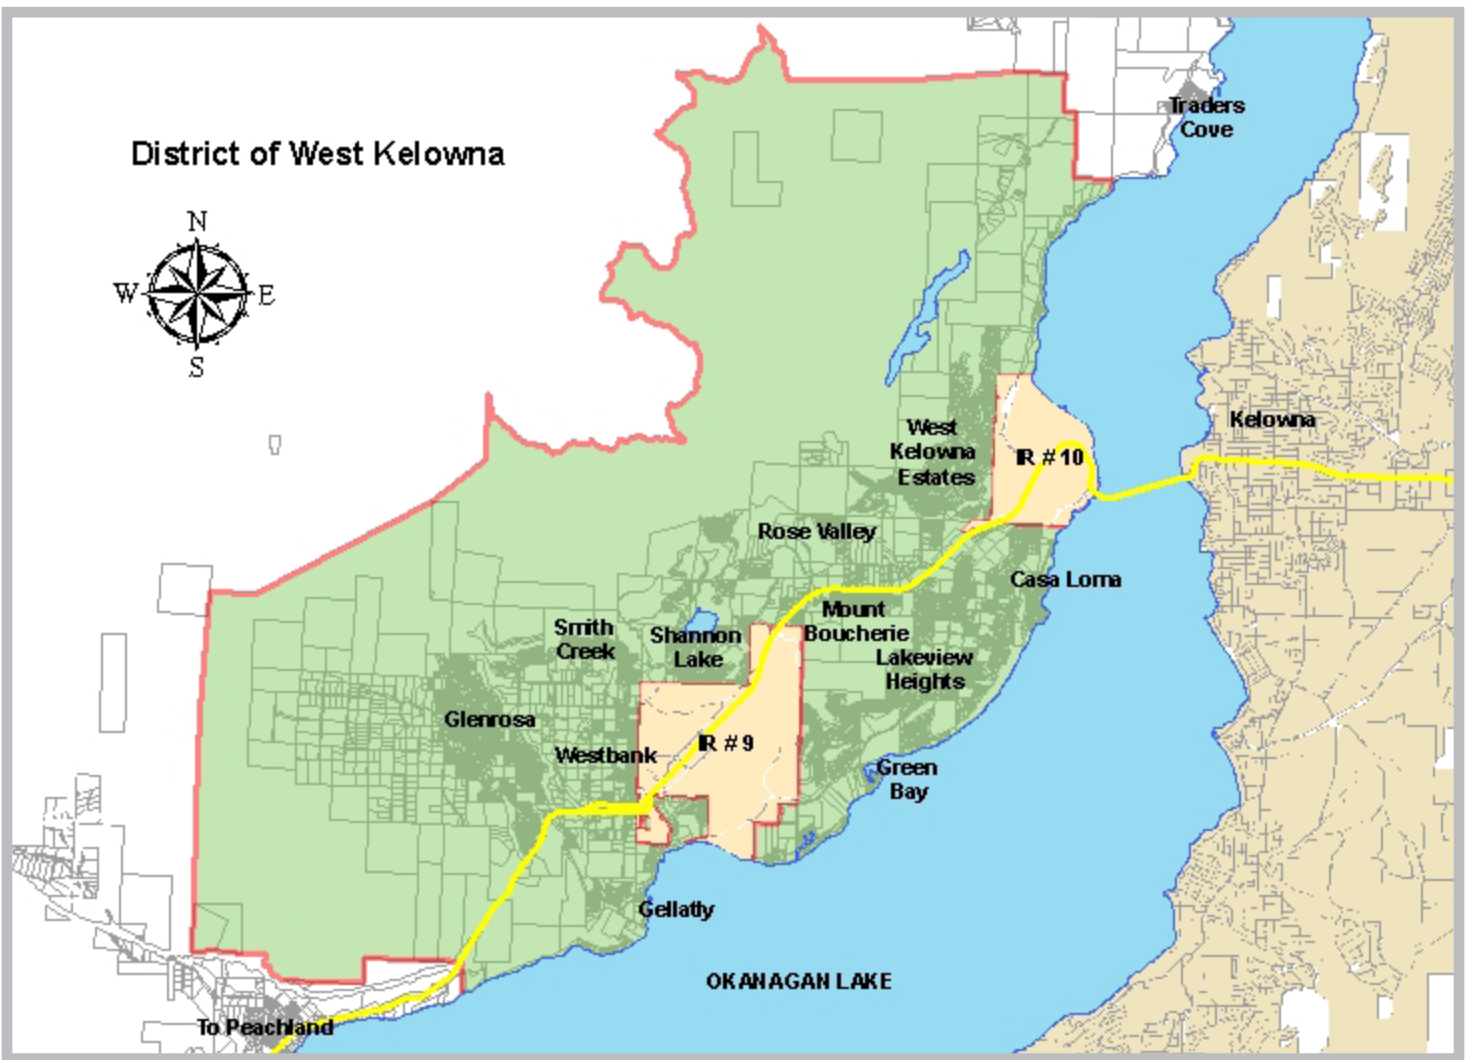 Traders
Cove
District of West Kelowna
N
W
E
S
Kelowna
West
Kelowna
Estates
IR # 10
Rose Valley
Casa Loma
Mount
Boucherie
Smith
Creek
Shannon
Lake
Lakeview
Heights
Glenrosa
Westbank
IR # 9
Green
Bay
Gellatly
OKANAGAN LAKE
To Peachland